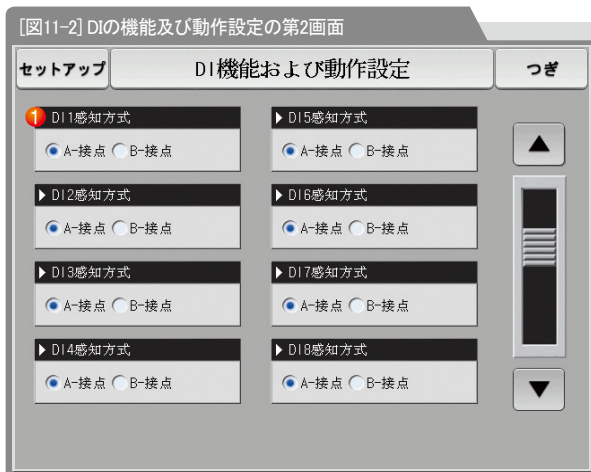 [図11-2] DIの機能及び動作設定の第2画面
セットアップ
DI機能および動作設定
つぎ
1 DI1感知方式
A-接点 B-接点
DI5感知方式
A-接点 B-接点
DI2感知方式
A-接点 B-接点
DI6感知方式
A-接点 B-接点
DI3感知方式
A-接点 B-接点
DI7感知方式
A-接点 B-接点
DI4感知方式
A-接点 B-接点
DI8感知方式
A-接点 B-接点